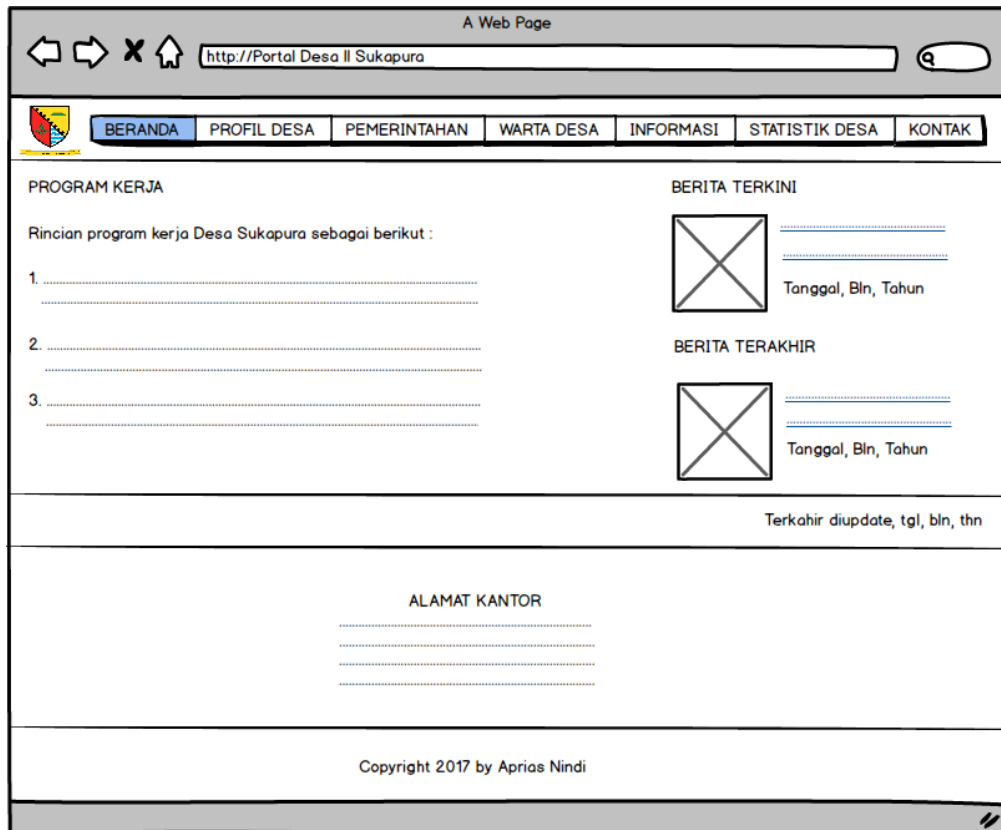 A Web Page
http://Portal Desa II Sukapura
BERANDA PROFIL DESA PEMERINTAHAN WARTA DESA INFORMASI STATISTIK DESA KONTAK
PROGRAM KERJA
Rincian program kerja Desa Sukapura sebagai berikut :
1.
2.
3.
BERITA TERKINI
Tanggal, Bln, Tahun
BERITA TERAKHIR
Tanggal, Bln, Tahun
Terkahir diupdate, tgl, bln, thn
ALAMAT KANTOR
Copyright 2017 by Aprias Nindi